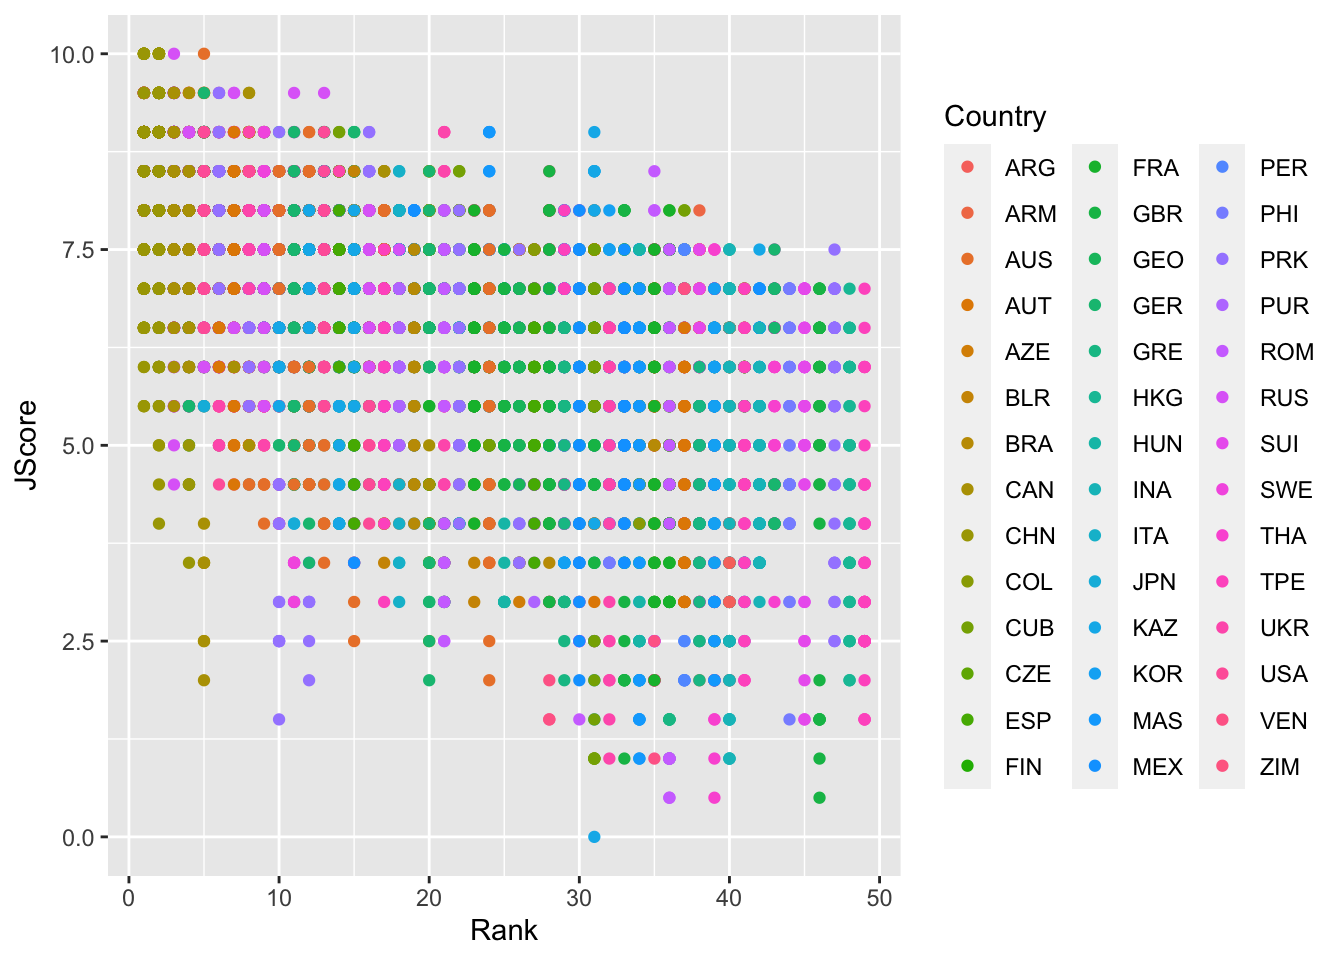 JScore
10.0
7.5
5.0
2.5
0.0
0 10 20 30 40 50
Rank
Country
ARG FRA PER
ARM GBR PHI
AUS GEO PRK
AUT GER PUR
AZE GRE ROM
BLR HKG RUS
BRA HUN SUI
CAN INA SWE
CHN ITA THA
COL JPN TPE
CUB KAZ UKR
CZE KOR USA
ESP MAS VEN
FIN MEX ZIM